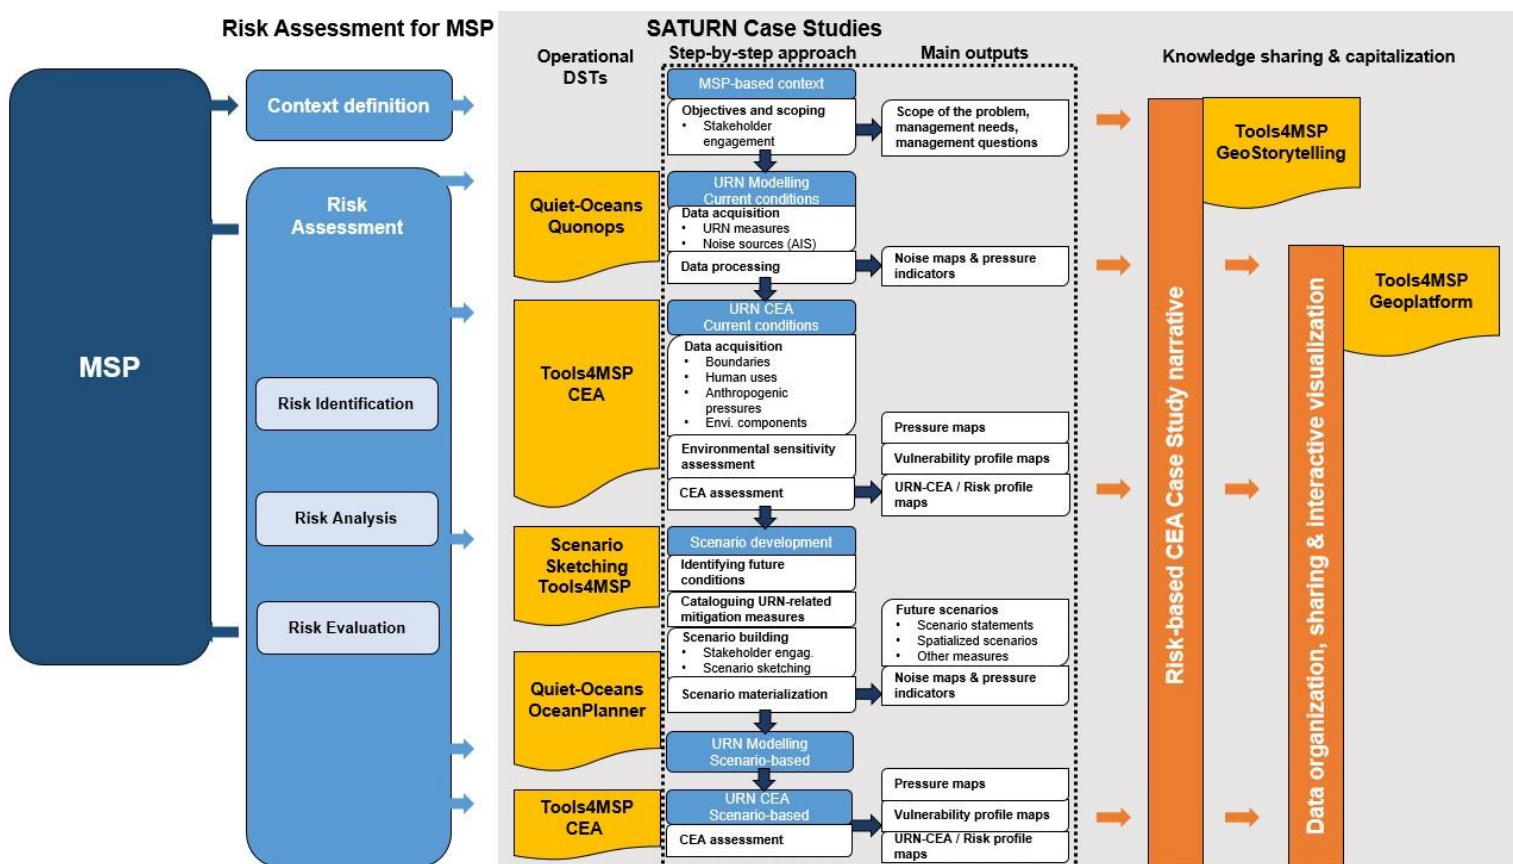 Risk Assessment for MSP
SATURN Case Studies
Operational
DSTs
Step-by-step approach
Main outputs
Knowledge sharing & capitalization
MSP
Context definition
Risk
Assessment
Risk Identification
Risk Analysis
Risk Evaluation
Quiet-Oceans
Quonops
Tools4MSP
CEA
Scenario
Sketching
Tools4MSP
Quiet-Oceans
OceanPlanner
Tools4MSP
CEA
MSP-based context
Objectives and scoping
• Stakeholder
engagement
URN Modelling
Current conditions
Data acquisition
• URN measures
• Noise sources (AIS)
Data processing
URN CEA
Current conditions
Data acquisition
• Boundaries
• Human uses
• Anthropogenic
pressures
• Envi. components
Environmental sensitivity
assessment
CEA assessment
Scenario development
Identifying future
conditions
Cataloguing URN-related
mitigation measures
Scenario building
• Stakeholder engag.
• Scenario sketching
Scenario materialization
URN Modelling
Scenario-based
URN CEA
Scenario-based
CEA assessment
Scope of the problem,
management needs,
management questions
Noise maps & pressure
indicators
Pressure maps
Vulnerability profile maps
URN-CEA / Risk profile
maps
Future scenarios
• Scenario statements
• Spatialized scenarios
• Other measures
Noise maps & pressure
indicators
Pressure maps
Vulnerability profile maps
URN-CEA / Risk profile
maps
Risk-based CEA Case Study narrative
Tools4MSP
GeoStorytelling
Data organization, sharing & interactive visualization
Tools4MSP
Geoplatform